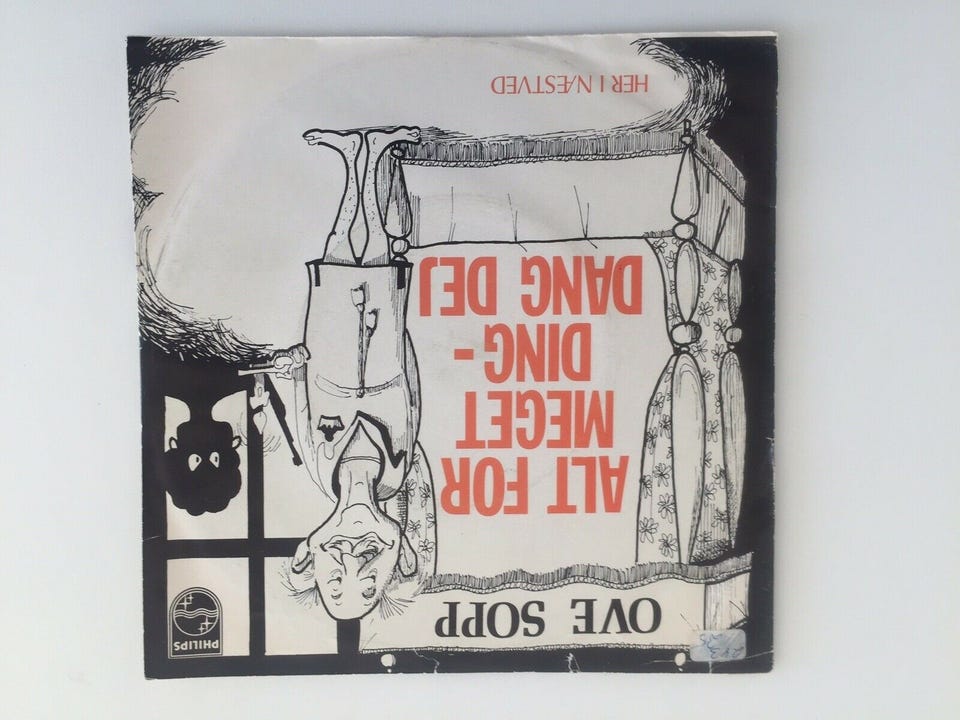 OVE SOPP
ALT FOR
MEGET
DING -
DANG DEJ
HER I NÆSTVED
PHILIPS